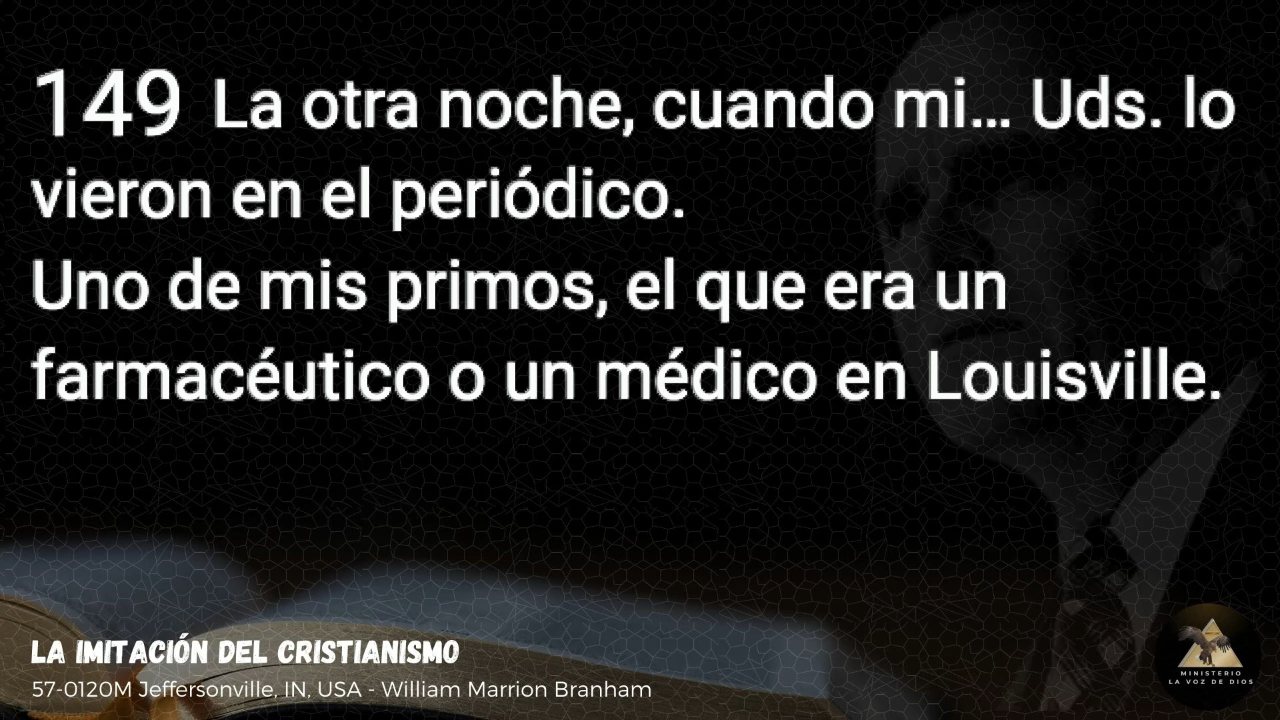 149 La otra noche, cuando mi... Uds. lo
vieron en el periódico.
Uno de mis primos, el que era un
farmacéutico o un médico en Louisville.
LA IMITACIÓN DEL CRISTIANISMO
57-0120M Jeffersonville, IN, USA - William Marrion Branham
MINISTERIO
LA VOZ DE DIOS